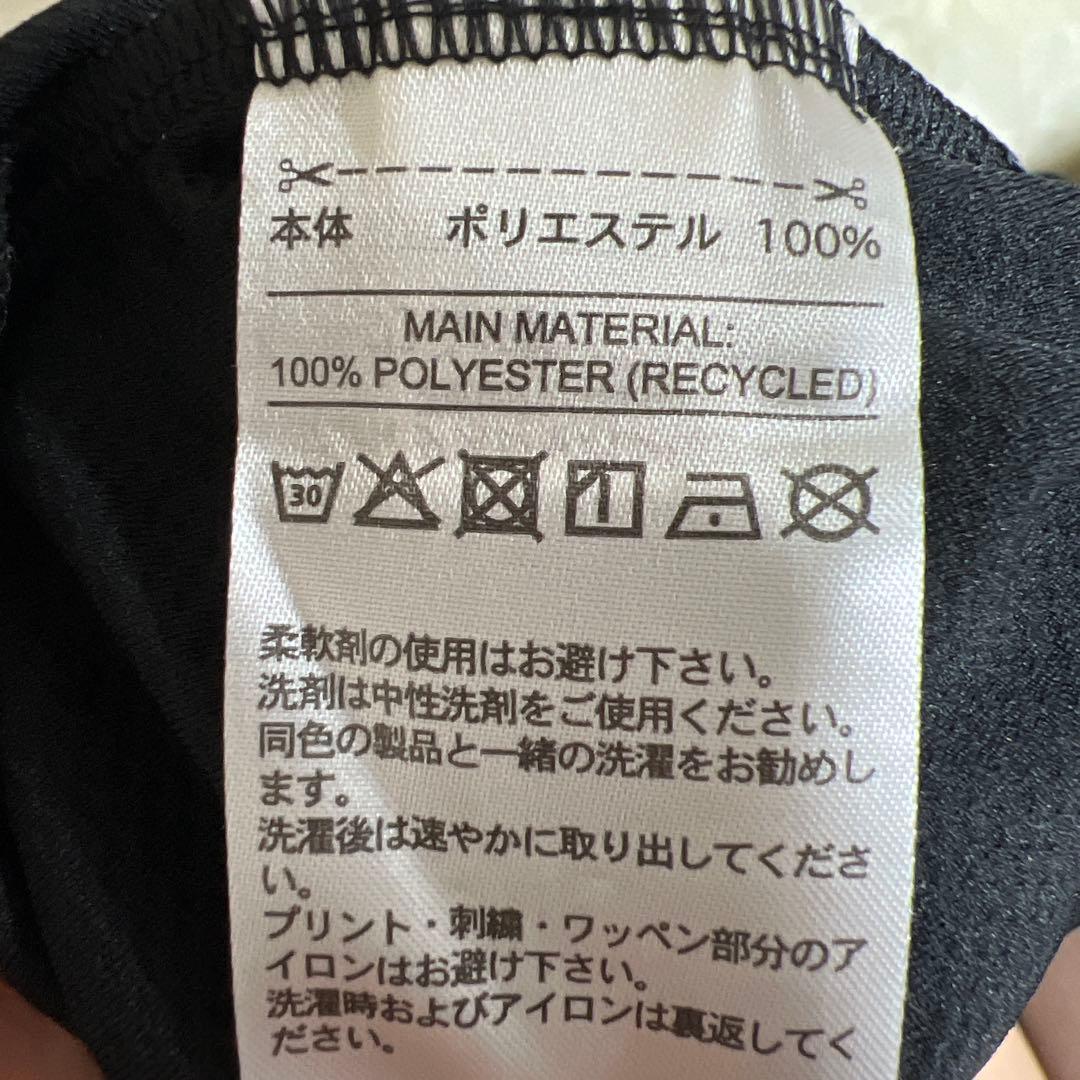 本体 ポリエステル 100%
MAIN MATERIAL:
100% POLYESTER (RECYCLED)
30
柔軟剤の使用はお避け下さい。
洗剤は中性洗剤をご使用ください。
同色の製品と一緒の洗濯をお勧めし
ます。
洗濯後は速やかに取り出してくださ
い。
プリント・刺繍・ワッペン部分のア
イロンはお避け下さい。
洗濯時およびアイロンは裏返してく
ださい。